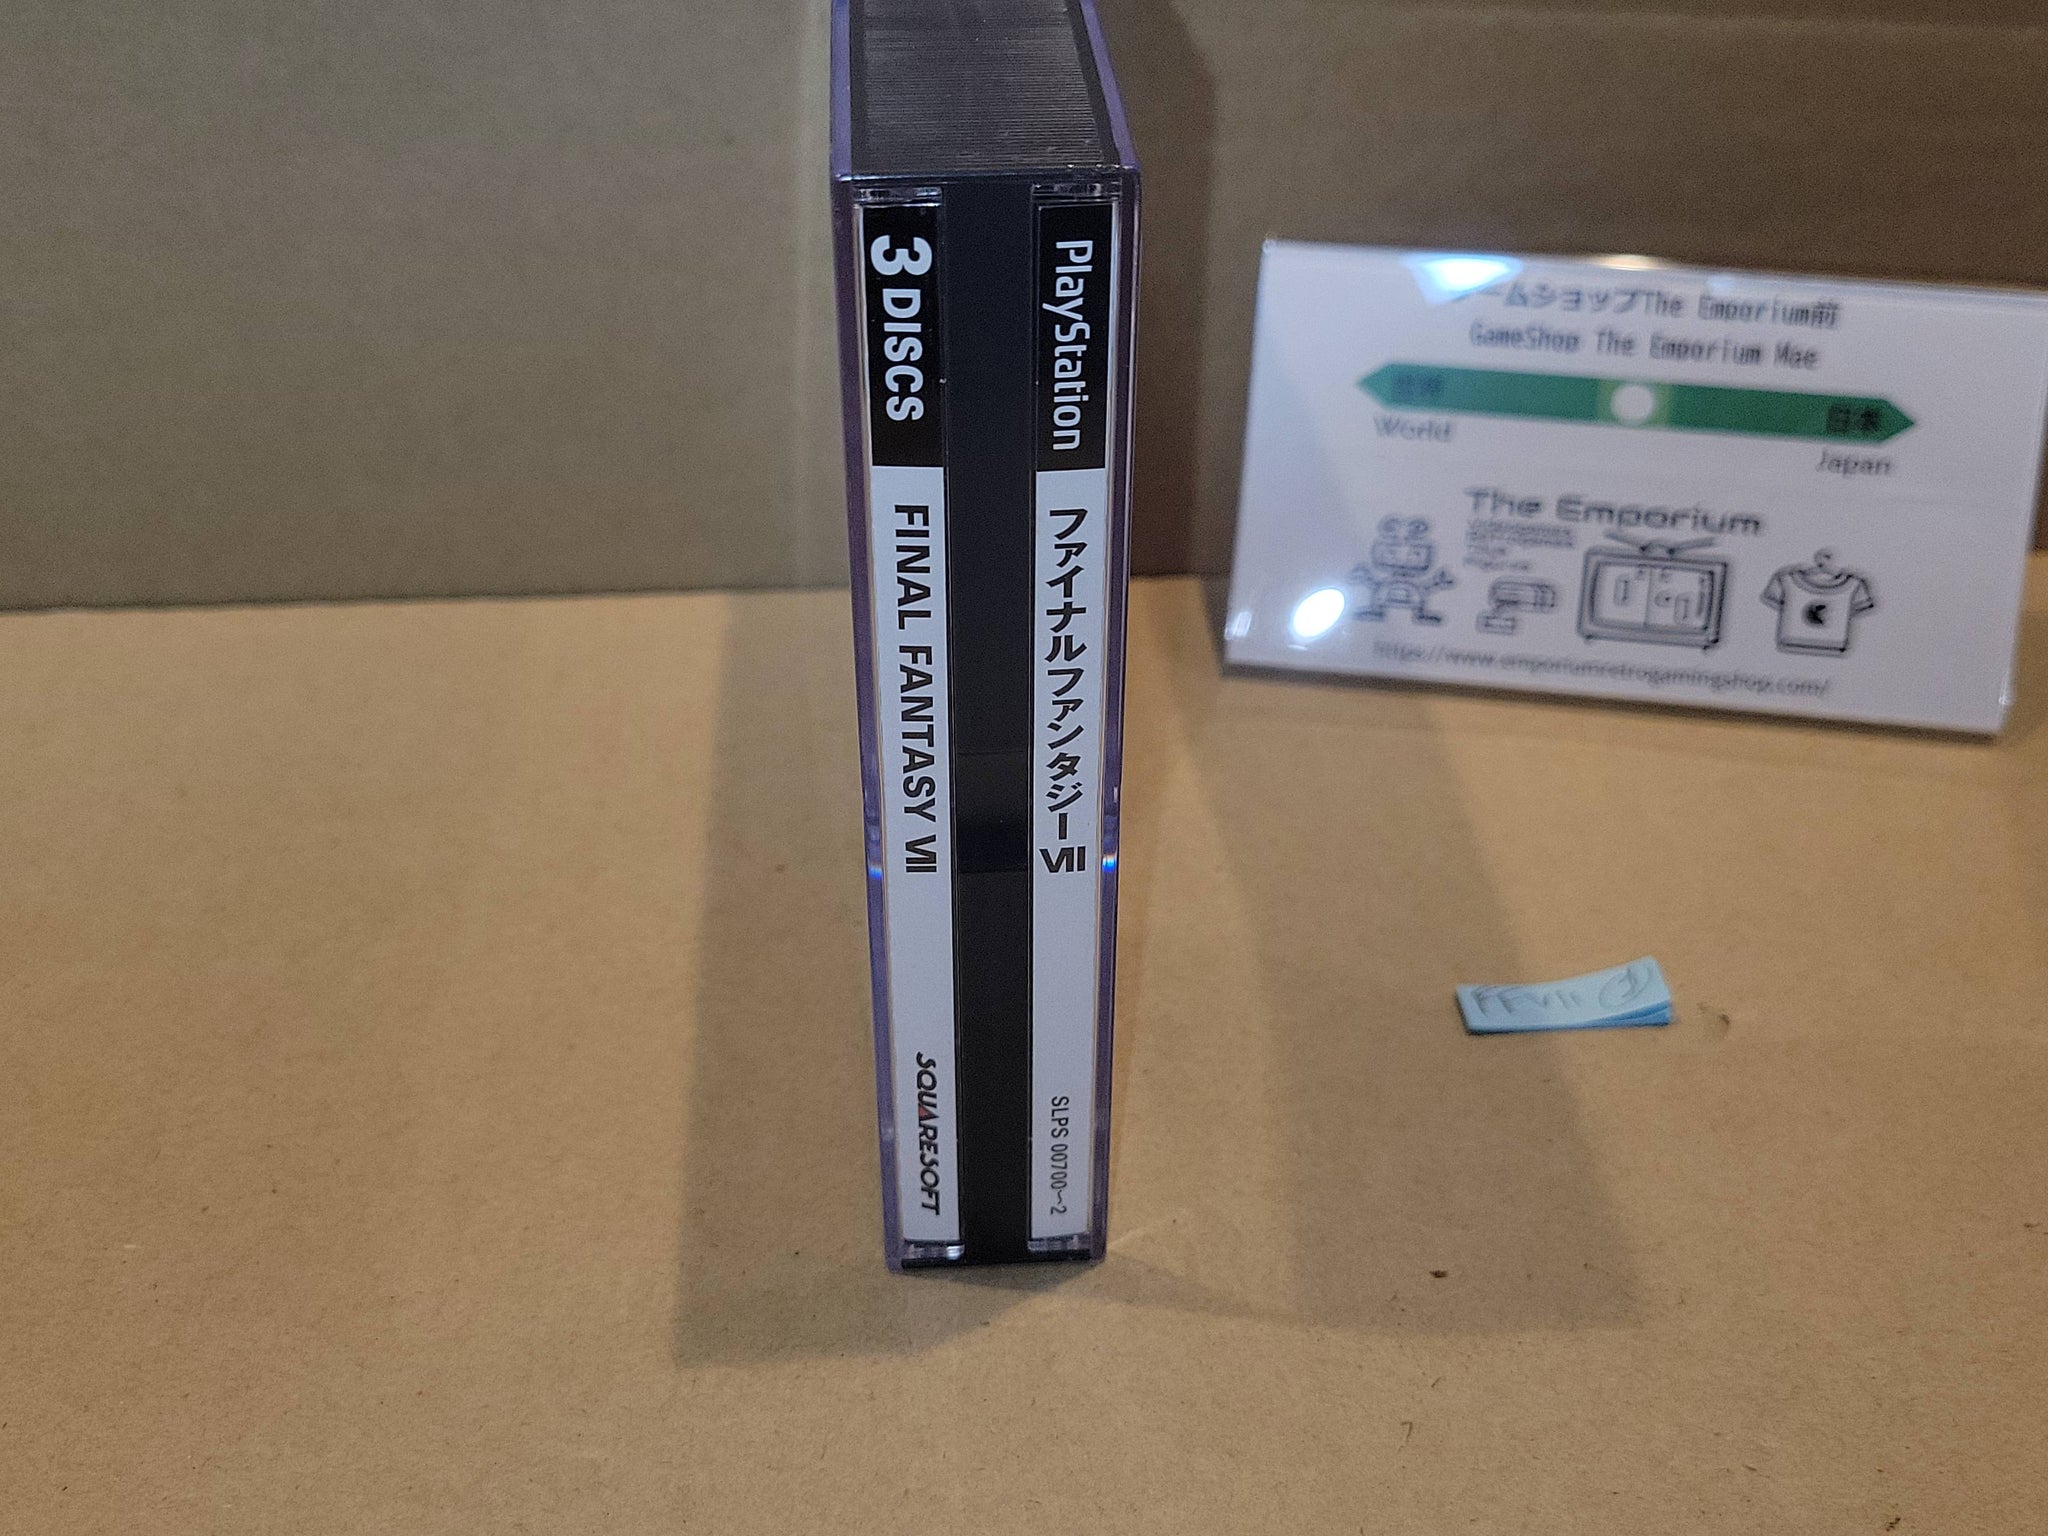 3 DISCS
FINAL FANTASY VII
SQUARESOFT
PlayStation
ファイナルファンタジーVII
SLPS 00700~2
ームショップThe Emporium前
GameShop The Emporium Mae
日本
World
Japan
The Emporium
https://www.emporiumretrogamingshop.com/
FFVII ①